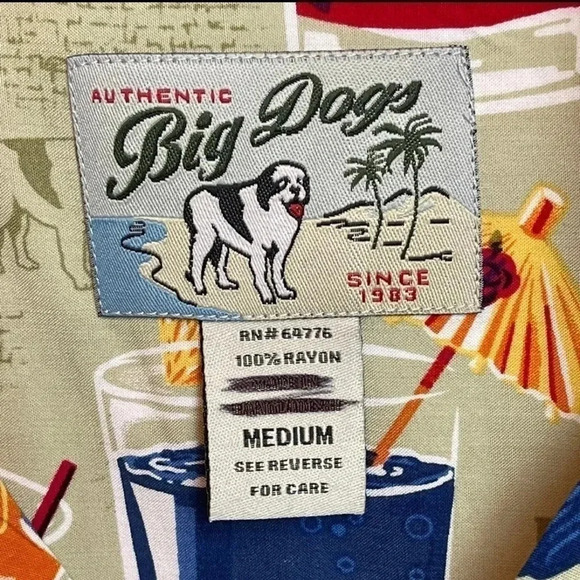 AUTHENTIC
Big Dogs
SINCE
1983
RN# 64776
100% RAYON
MEDIUM
SEE REVERSE
FOR CARE